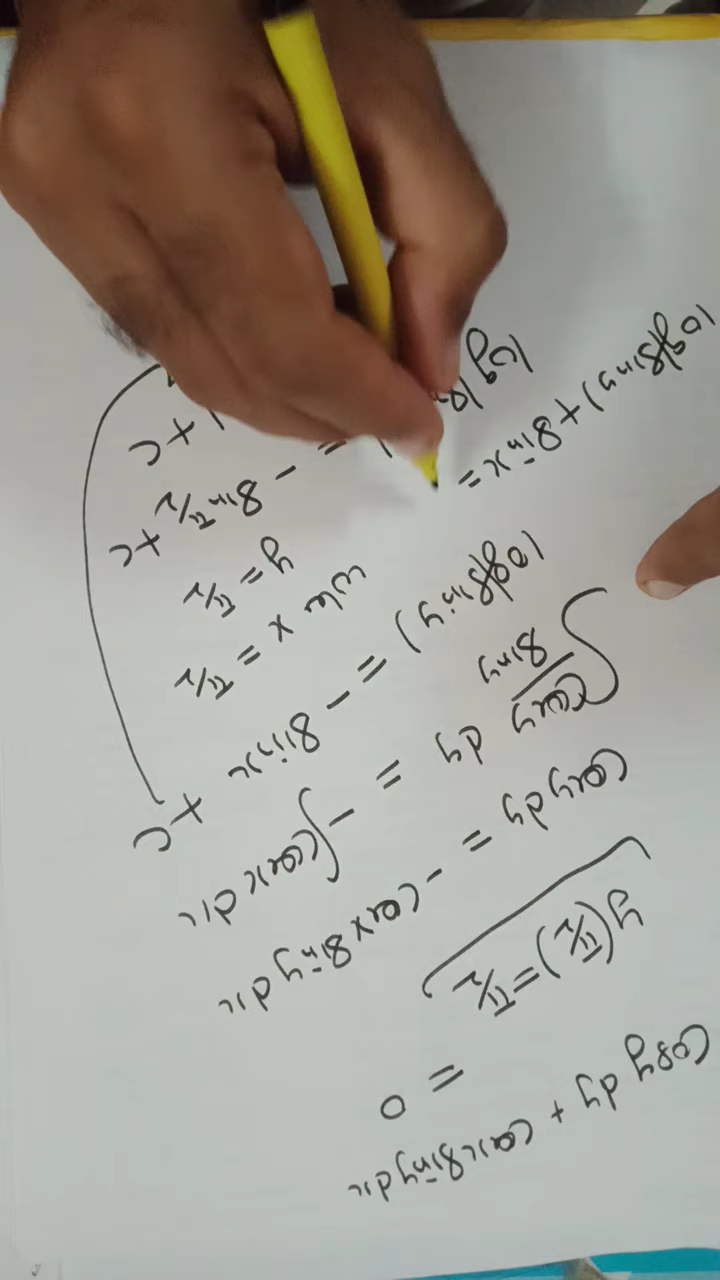 cosy dy + cosx siny dx
= 0
y(π/2) = π/2
cosy dy = - cosx siny dx
∫ cosy/siny dy = - ∫ cosx dx
log(siny) = - sinx + c
whe x = π/2
y = π/2
= - sin π/2 + c
+ c
log(siny) + sinx =